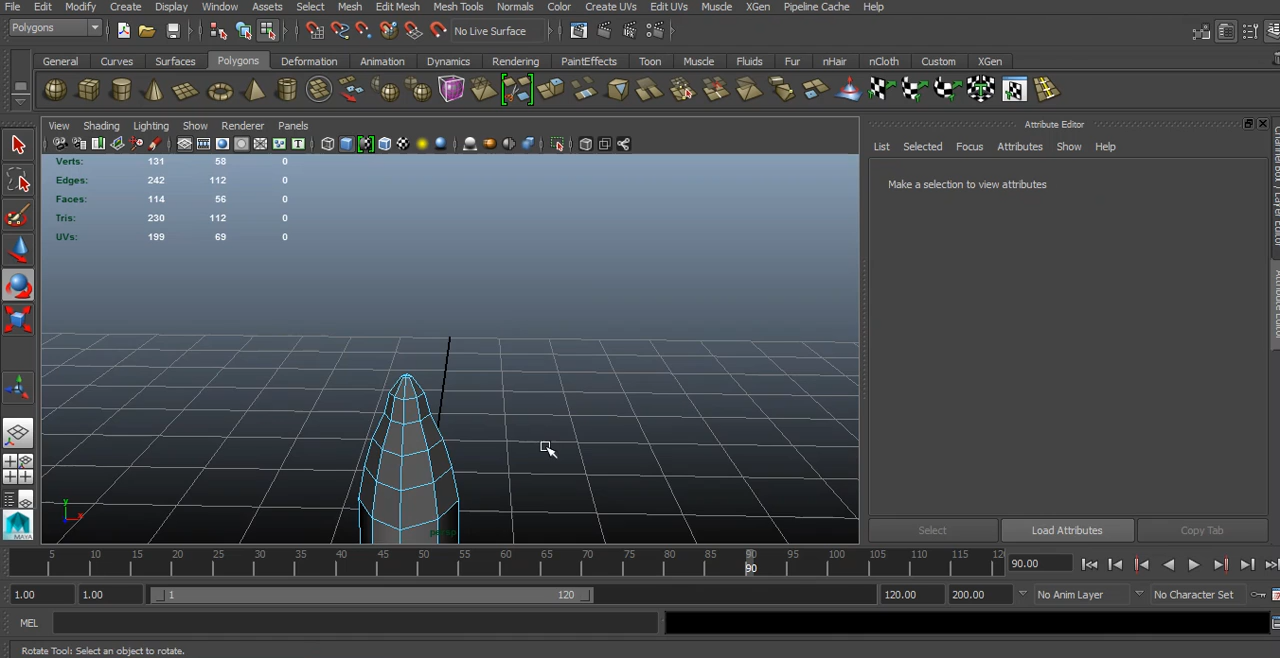 File Edit Modify Create Display Window Assets Select Mesh Edit Mesh Mesh Tools Normals Color Create UVs Edit UVs Muscle XGen Pipeline Cache Help
Polygons No Live Surface
General Curves Surfaces Polygons Deformation Animation Dynamics Rendering PaintEffects Toon Muscle Fluids Fur nHair nCloth Custom XGen
View Shading Lighting Show Renderer Panels
Attribute Editor
List Selected Focus Attributes Show Help
Make a selection to view attributes
Verts: 131 58 0
Edges: 242 112 0
Faces: 114 56 0
Tris: 230 112 0
UVs: 199 69 0
Attribute Editor
y
x
persp
MAYA
Select Load Attributes Copy Tab
5 10 15 20 25 30 35 40 45 50 55 60 65 70 75 80 85 90 95 100 105 110 115
90
90.00
1.00 1.00 1 120 120.00 200.00 No Anim Layer No Character Set
MEL
Rotate Tool: Select an object to rotate.